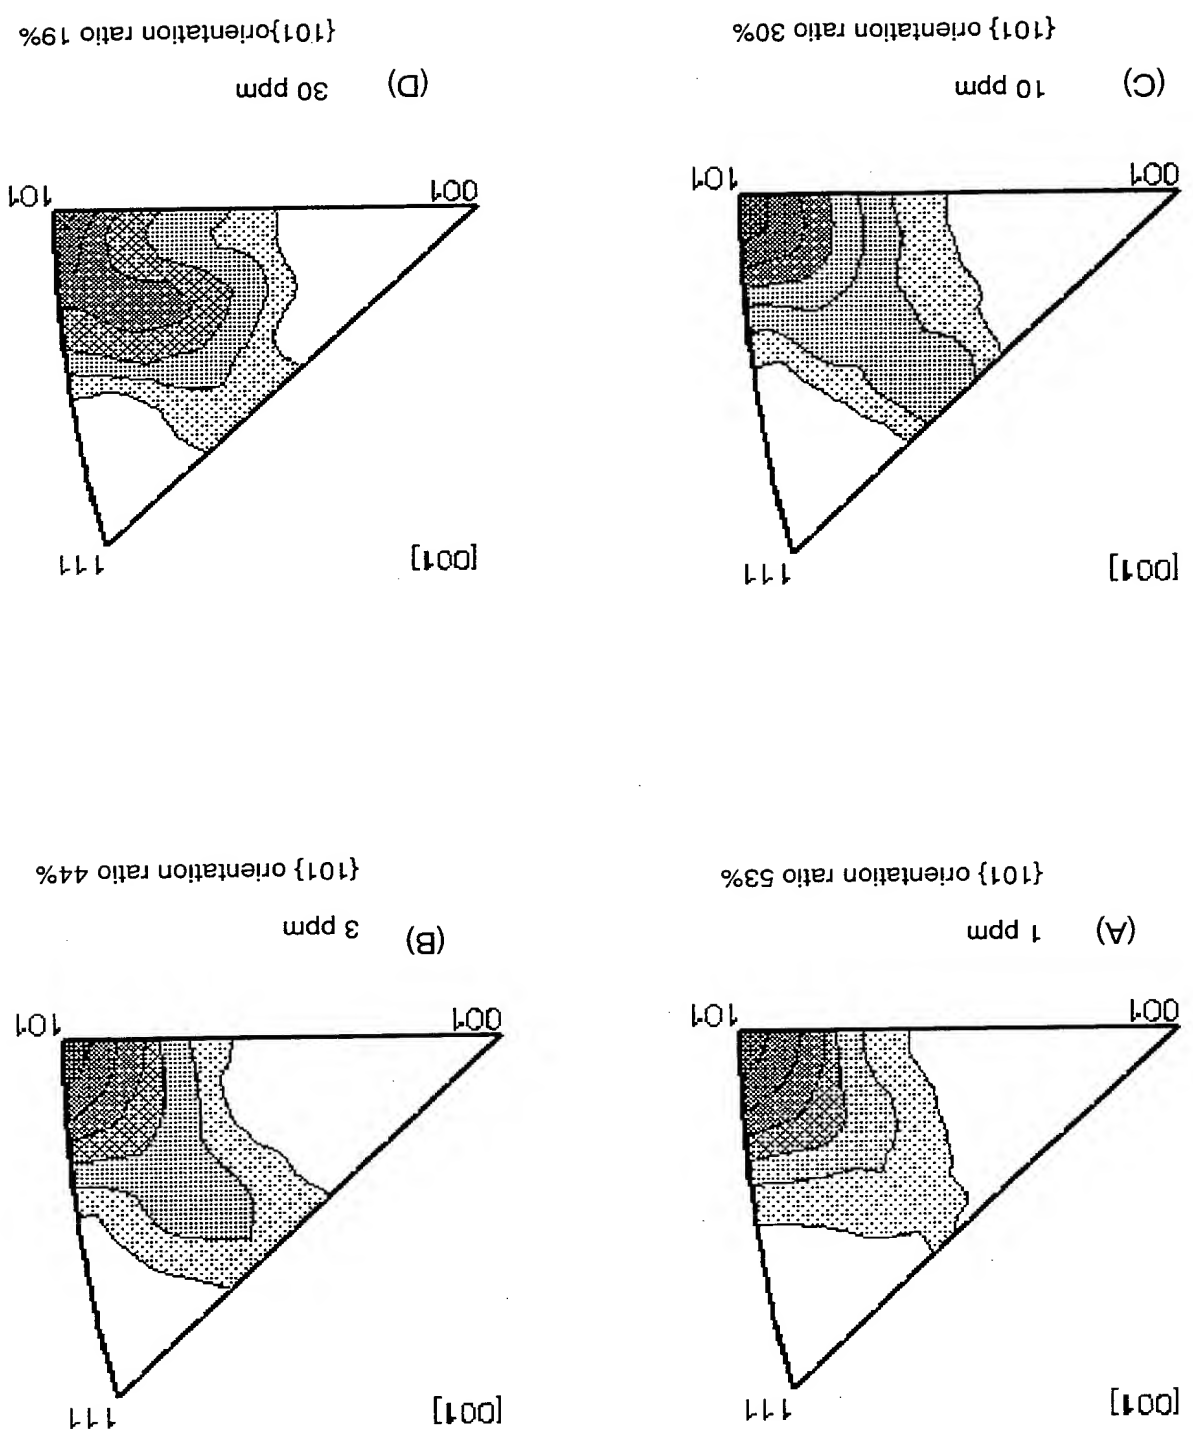 [001]
111
001
101
(A) 1 ppm
{101} orientation ratio 53%
[001]
111
001
101
(B) 3 ppm
{101} orientation ratio 44%
[001]
111
001
101
(C) 10 ppm
{101} orientation ratio 30%
[001]
111
001
101
(D) 30 ppm
{101}orientation ratio 19%